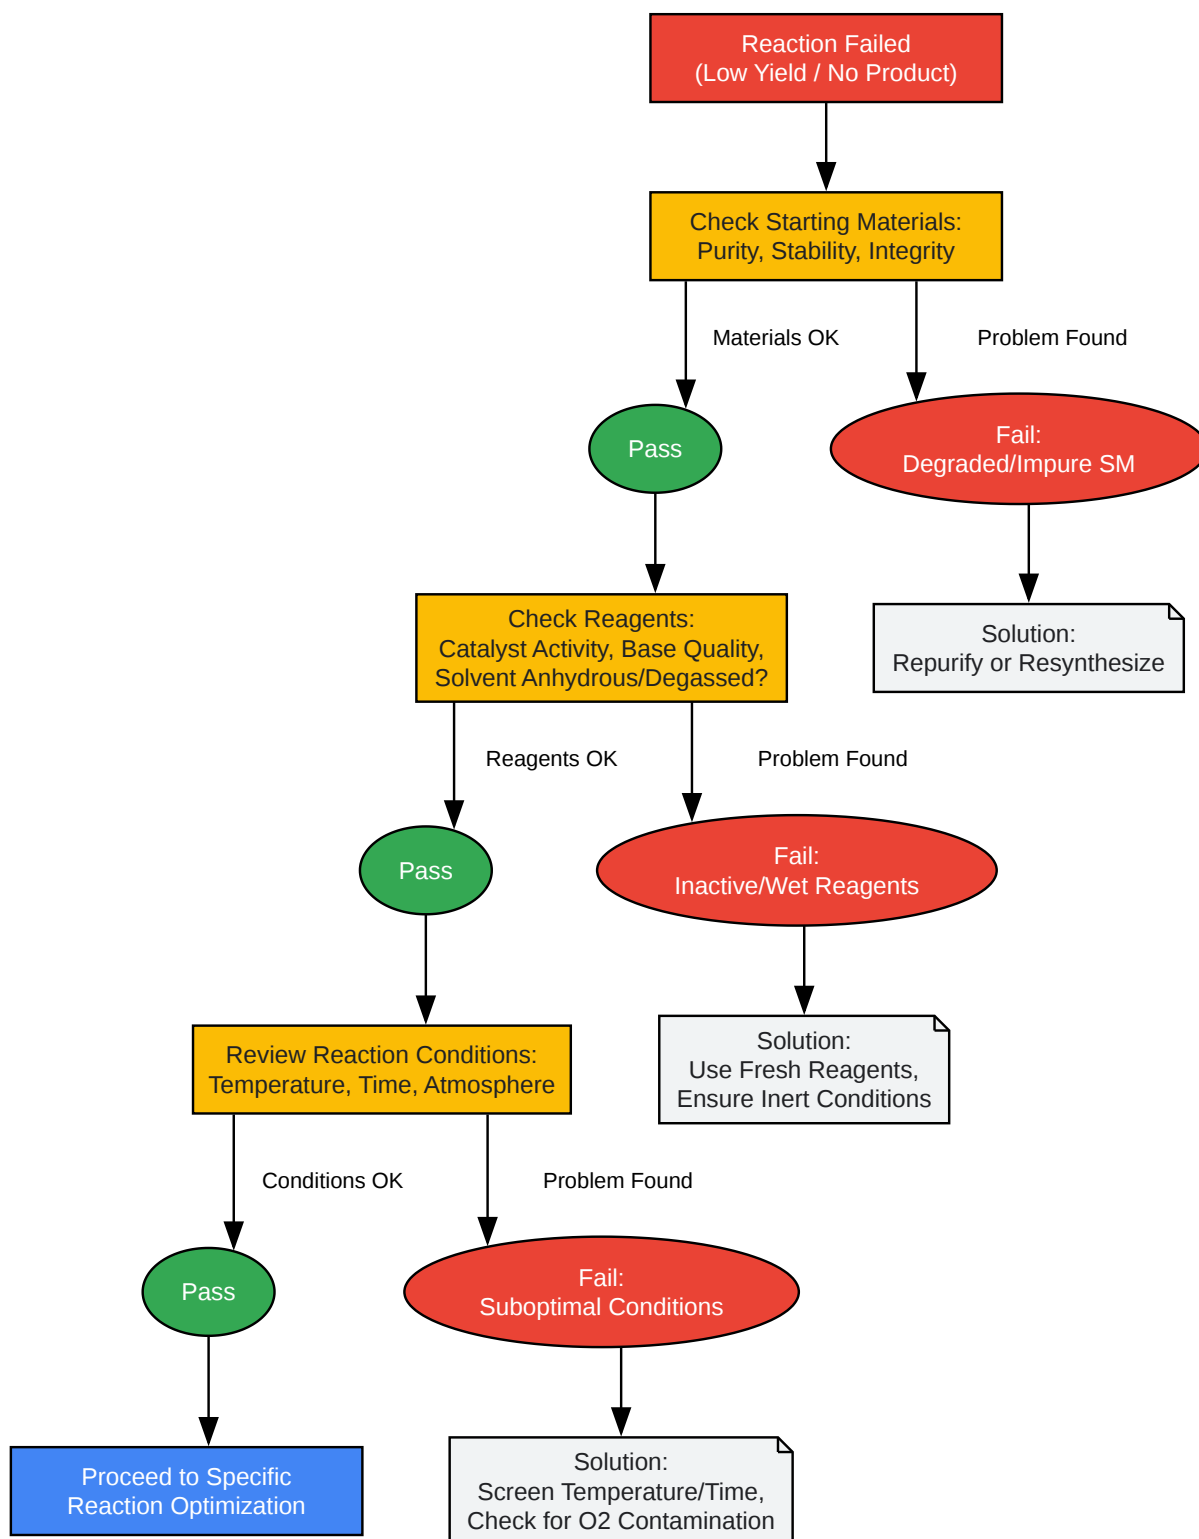 Reaction Failed
(Low Yield / No Product)
Check Starting Materials:
Purity, Stability, Integrity
Materials OK
Problem Found
Pass
Fail:
Degraded/Impure SM
Check Reagents:
Catalyst Activity, Base Quality,
Solvent Anhydrous/Degassed?
Solution:
Repurify or Resynthesize
Reagents OK
Problem Found
Pass
Fail:
Inactive/Wet Reagents
Review Reaction Conditions:
Temperature, Time, Atmosphere
Solution:
Use Fresh Reagents,
Ensure Inert Conditions
Conditions OK
Problem Found
Pass
Fail:
Suboptimal Conditions
Proceed to Specific
Reaction Optimization
Solution:
Screen Temperature/Time,
Check for O2 Contamination